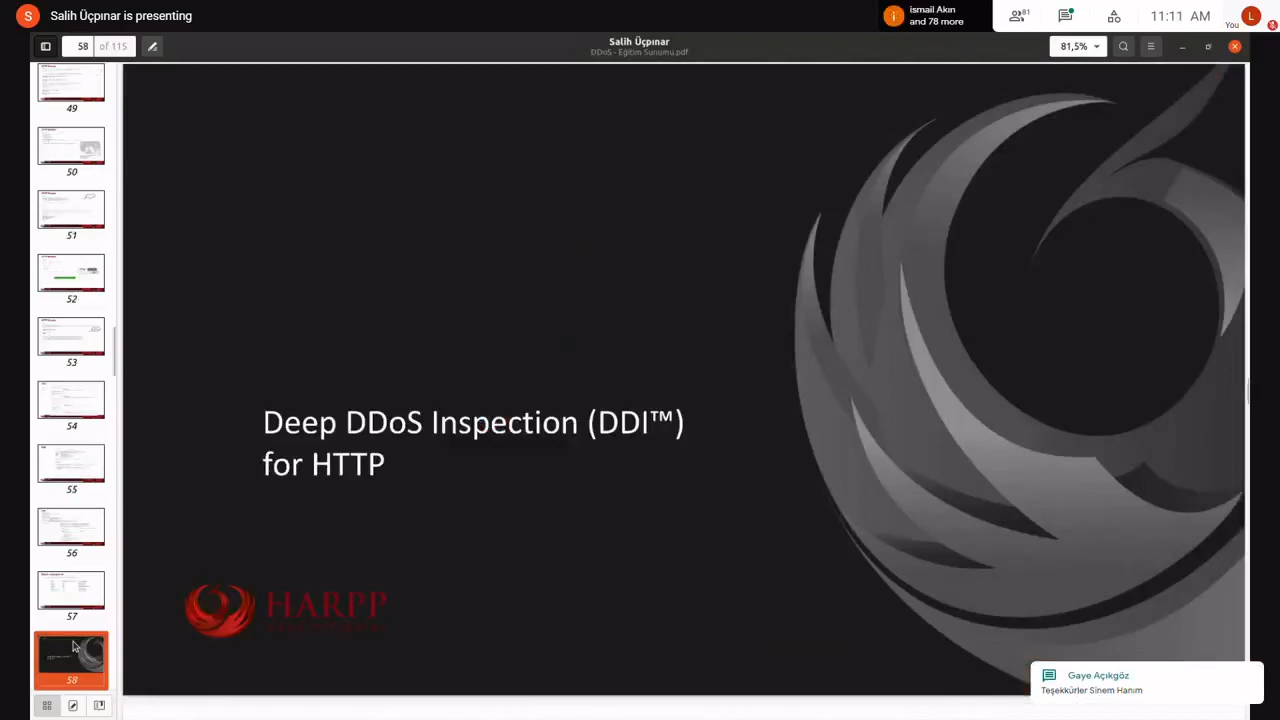 S Salih Üçpınar is presenting
i ismail Akın
and 78 more
81
11:11 AM
You
L
58 of 115
Salih Üçpınar
DDoS - Eğitim Sunumu.pdf
81,5%
49
50
51
52
53
54
55
56
57
58
Deep DDoS Inspection (DDI™)
for HTTP
HARPP
Gaye Açıkgöz
Teşekkürler Sinem Hanım